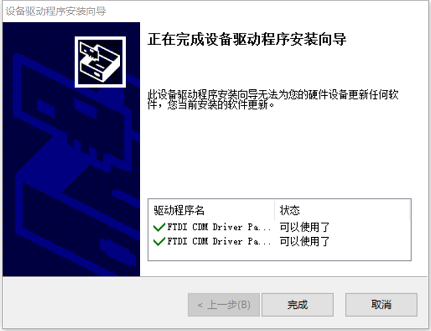 设备驱动程序安装向导
正在完成设备驱动程序安装向导
此设备驱动程序安装向导无法为您的硬件设备更新任何软
件，您当前安装的软件更新。
驱动程序名 状态
FTDI CDM Driver Pa... 可以使用了
FTDI CDM Driver Pa... 可以使用了
< 上一步(B) 完成 取消